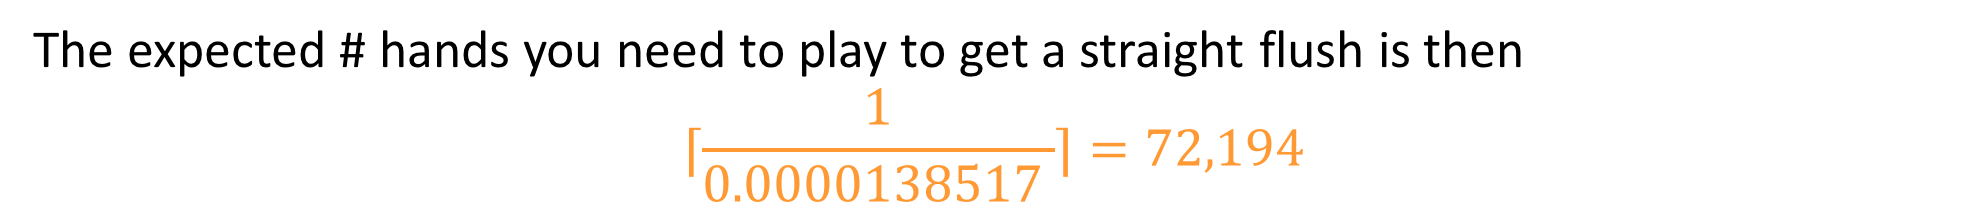 The expected # hands you need to play to get a straight flush is then
⌈1/0.0000138517⌉ = 72,194